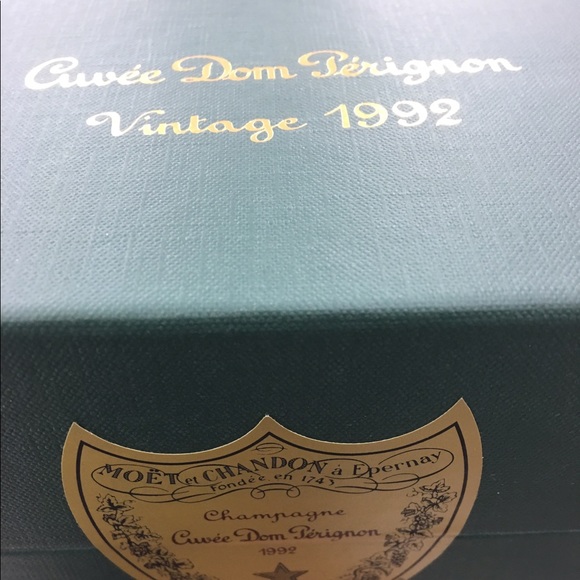 Cuvée Dom Pérignon
Vintage 1992
MOËT et CHANDON à Epernay
Fondée en 1743
Champagne
Cuvée Dom Pérignon
1992